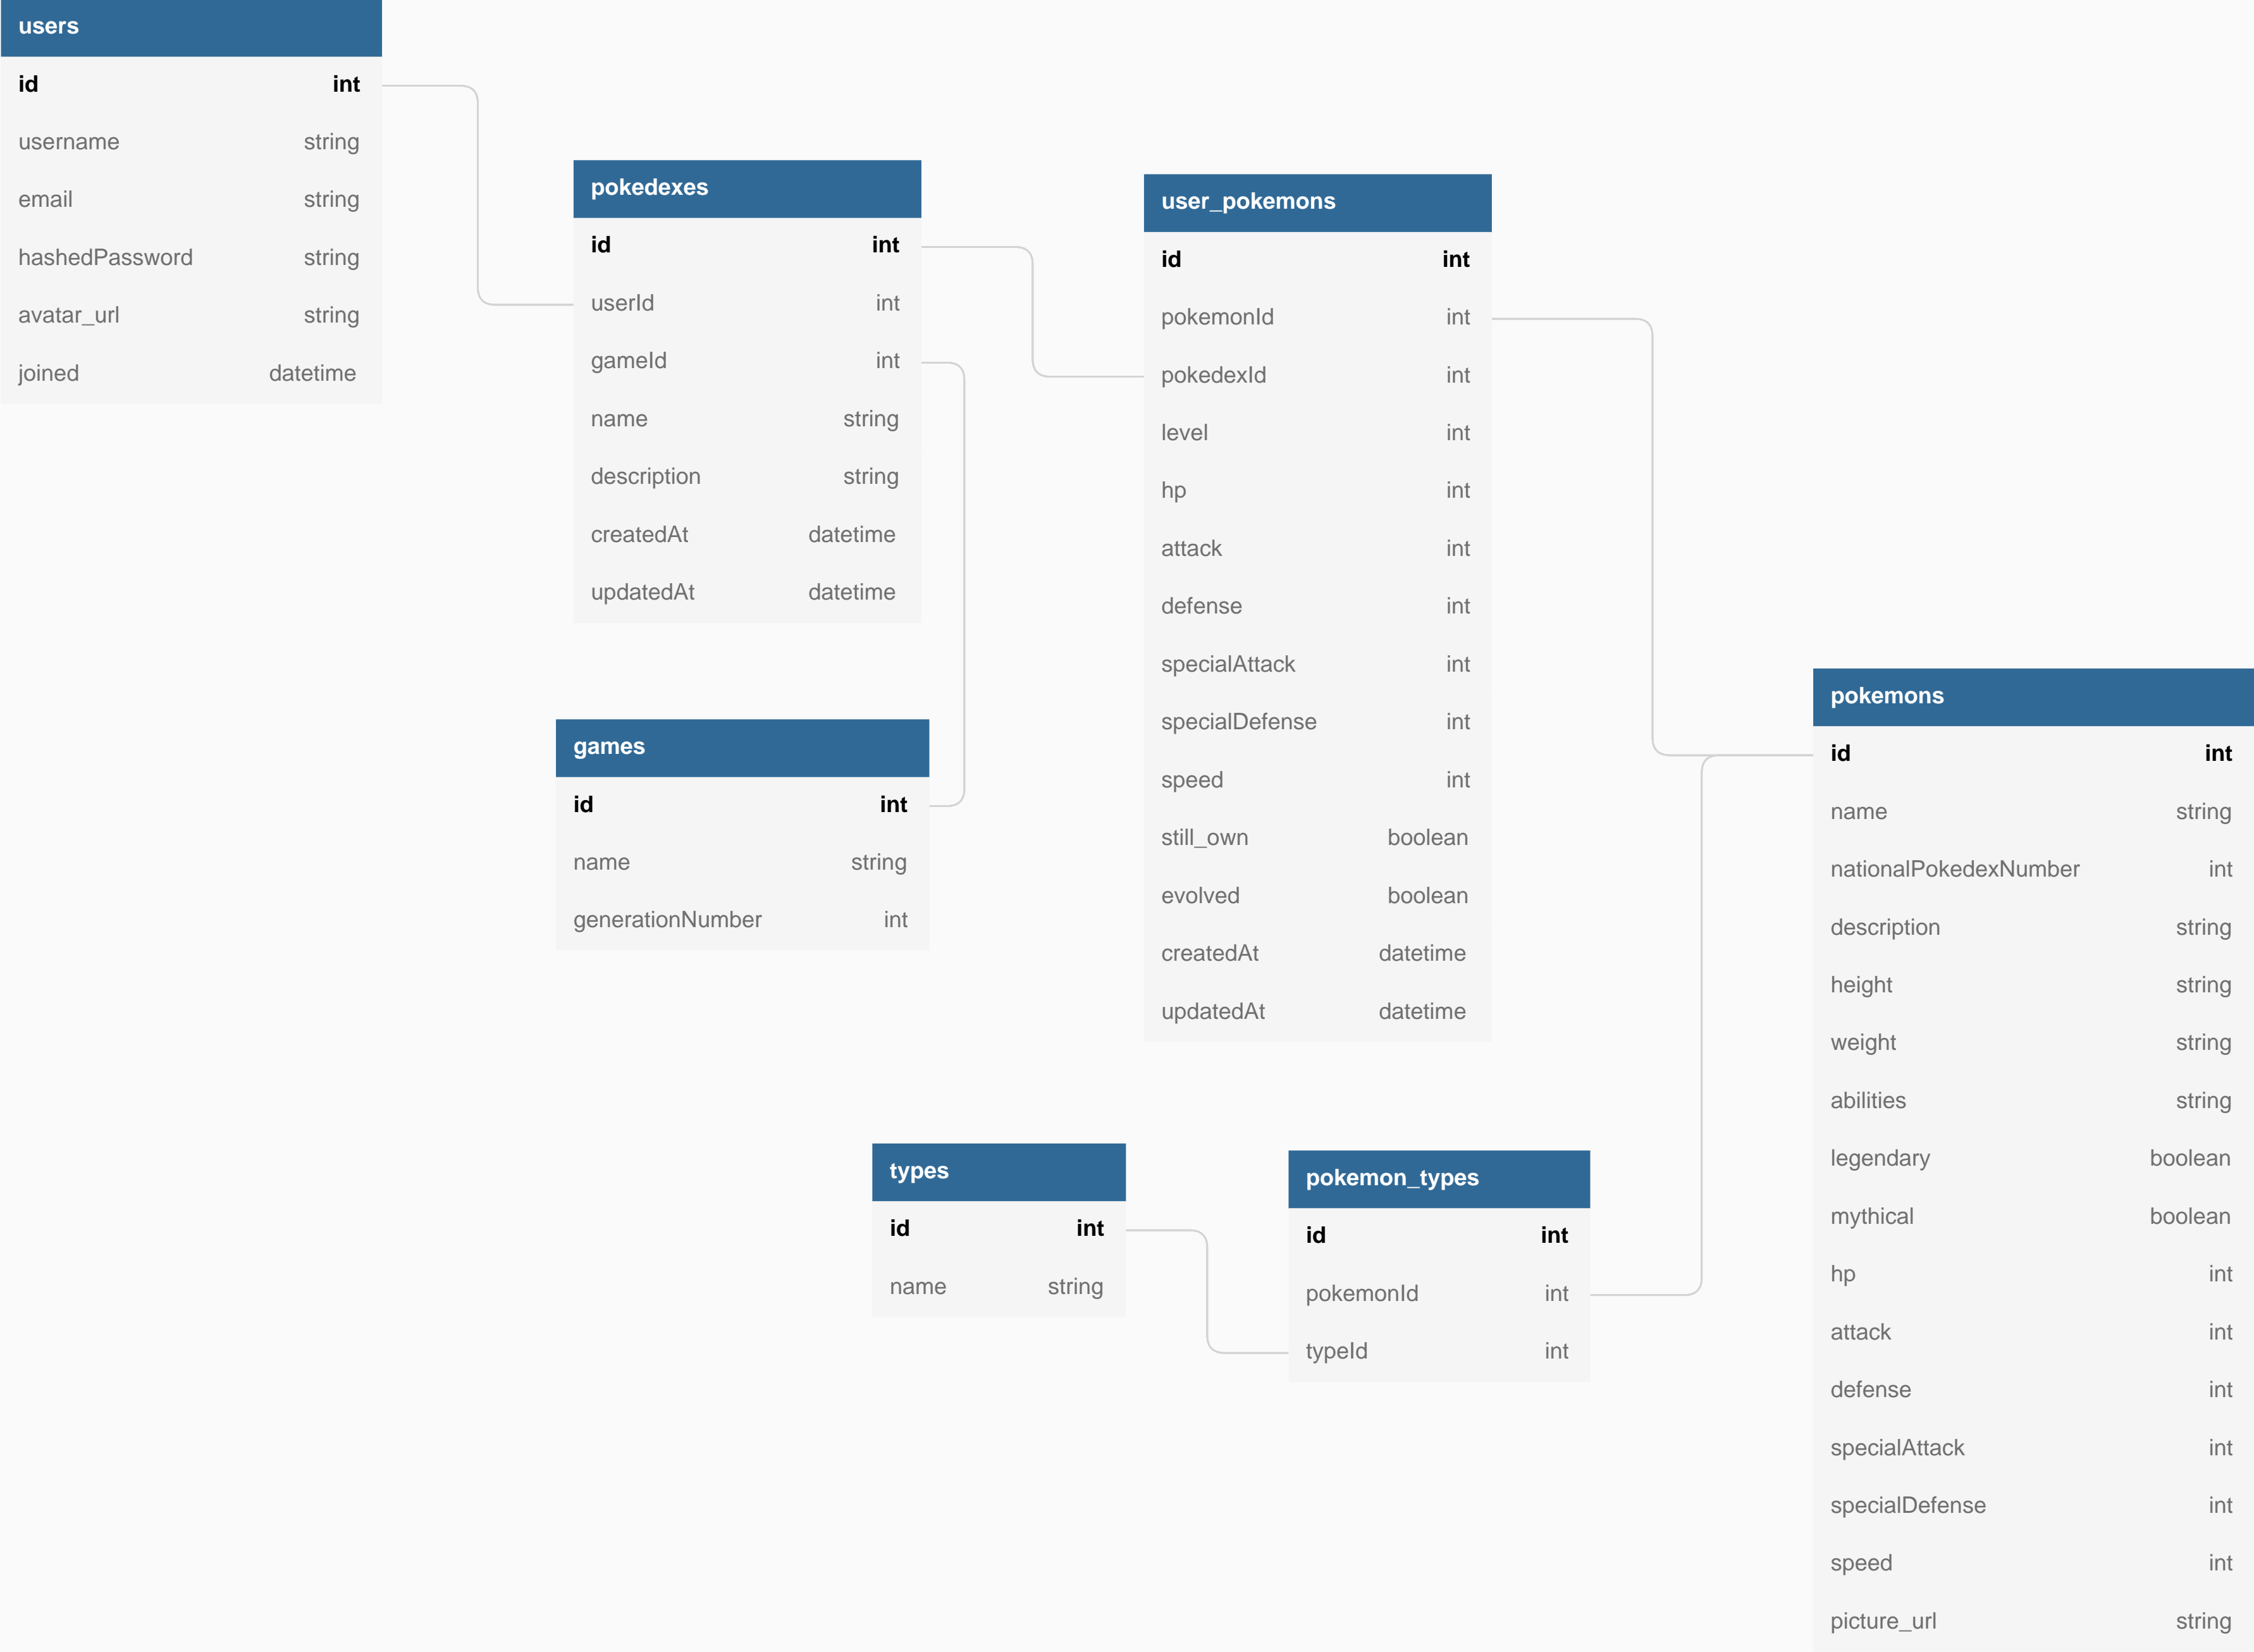 users
id int
username string
email string
hashedPassword string
avatar_url string
joined datetime
pokedexes
id int
userId int
gameId int
name string
description string
createdAt datetime
updatedAt datetime
user_pokemons
id int
pokemonId int
pokedexId int
level int
hp int
attack int
defense int
specialAttack int
specialDefense int
speed int
still_own boolean
evolved boolean
createdAt datetime
updatedAt datetime
games
id int
name string
generationNumber int
pokemons
id int
name string
nationalPokedexNumber int
description string
height string
weight string
abilities string
legendary boolean
mythical boolean
hp int
attack int
defense int
specialAttack int
specialDefense int
speed int
picture_url string
types
id int
name string
pokemon_types
id int
pokemonId int
typeId int